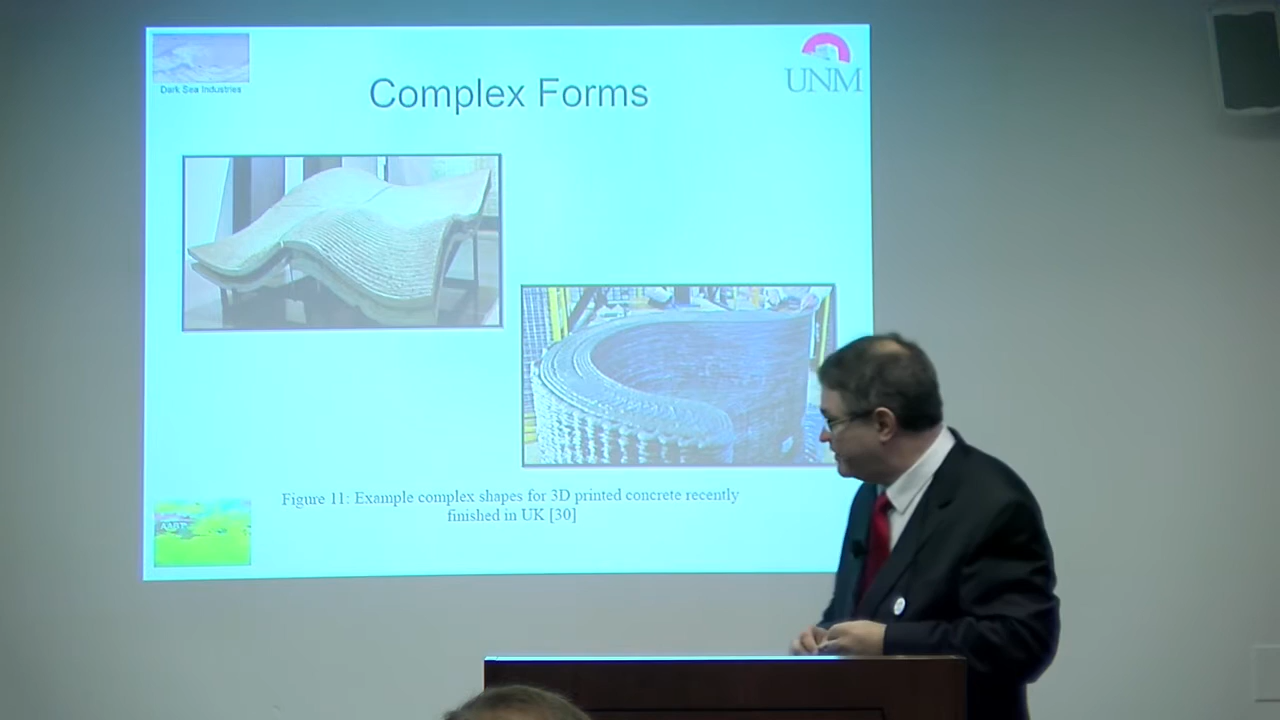 Dark Sea Industries
UNM
Complex Forms
Figure 11: Example complex shapes for 3D printed concrete recently
finished in UK [30]